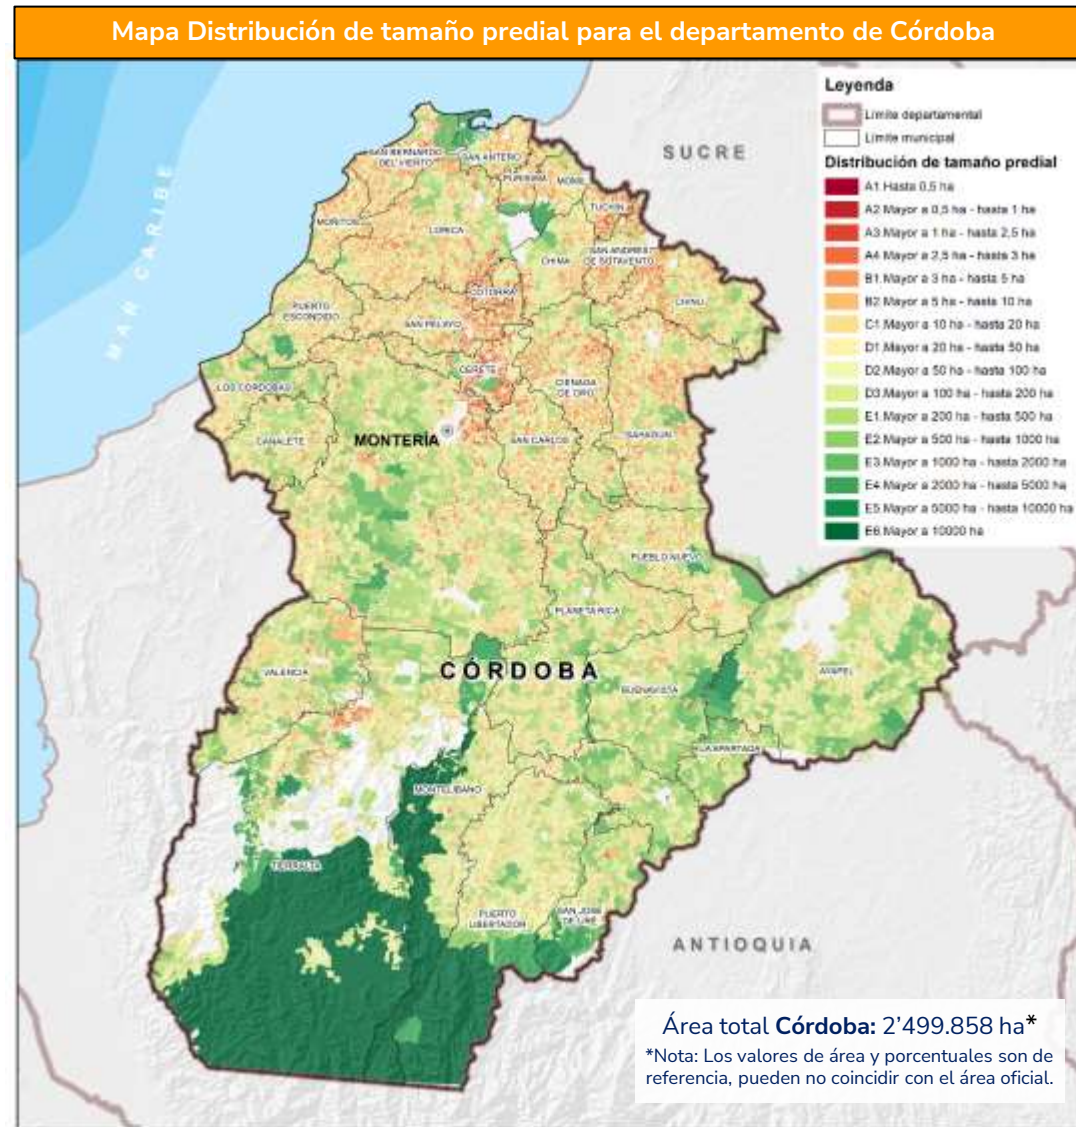 Mapa Distribución de tamaño predial para el departamento de Córdoba
Leyenda
Límite departamental
Límite municipal
Distribución de tamaño predial
A1 Hasta 0,5 ha
A2 Mayor a 0,5 ha - hasta 1 ha
A3 Mayor a 1 ha - hasta 2,5 ha
A4 Mayor a 2,5 ha - hasta 3 ha
B1 Mayor a 3 ha - hasta 5 ha
B2 Mayor a 5 ha - hasta 10 ha
C1 Mayor a 10 ha - hasta 20 ha
D1 Mayor a 20 ha - hasta 50 ha
D2 Mayor a 50 ha - hasta 100 ha
D3 Mayor a 100 ha - hasta 200 ha
E1 Mayor a 200 ha - hasta 500 ha
E2 Mayor a 500 ha - hasta 1000 ha
E3 Mayor a 1000 ha - hasta 2000 ha
E4 Mayor a 2000 ha - hasta 5000 ha
E5 Mayor a 5000 ha - hasta 10000 ha
E6 Mayor a 10000 ha
MAR CARIBE
SUCRE
SAN BERNARDO
DEL VIENTO
SAN ANTERO
PURISIMA
MOMIL
TUCHIN
MOÑITOS
LORICA
CHIMA
SAN ANDRES
DE SOTAVENTO
COTORRA
CHINU
PUERTO
ESCONDIDO
SAN PELAYO
CERETE
CIENAGA
DE ORO
LOS CORDOBAS
CANALETE
MONTERÍA
SAN CARLOS
SAHAGUN
PUEBLO NUEVO
PLANETA RICA
VALENCIA
CÓRDOBA
BUENAVISTA
AYAPEL
LA APARTADA
MONTELIBANO
TIERRALTA
PUERTO
LIBERTADOR
SAN JOSE
DE URE
ANTIOQUIA
Área total Córdoba: 2'499.858 ha*
*Nota: Los valores de área y porcentuales son de
referencia, pueden no coincidir con el área oficial.